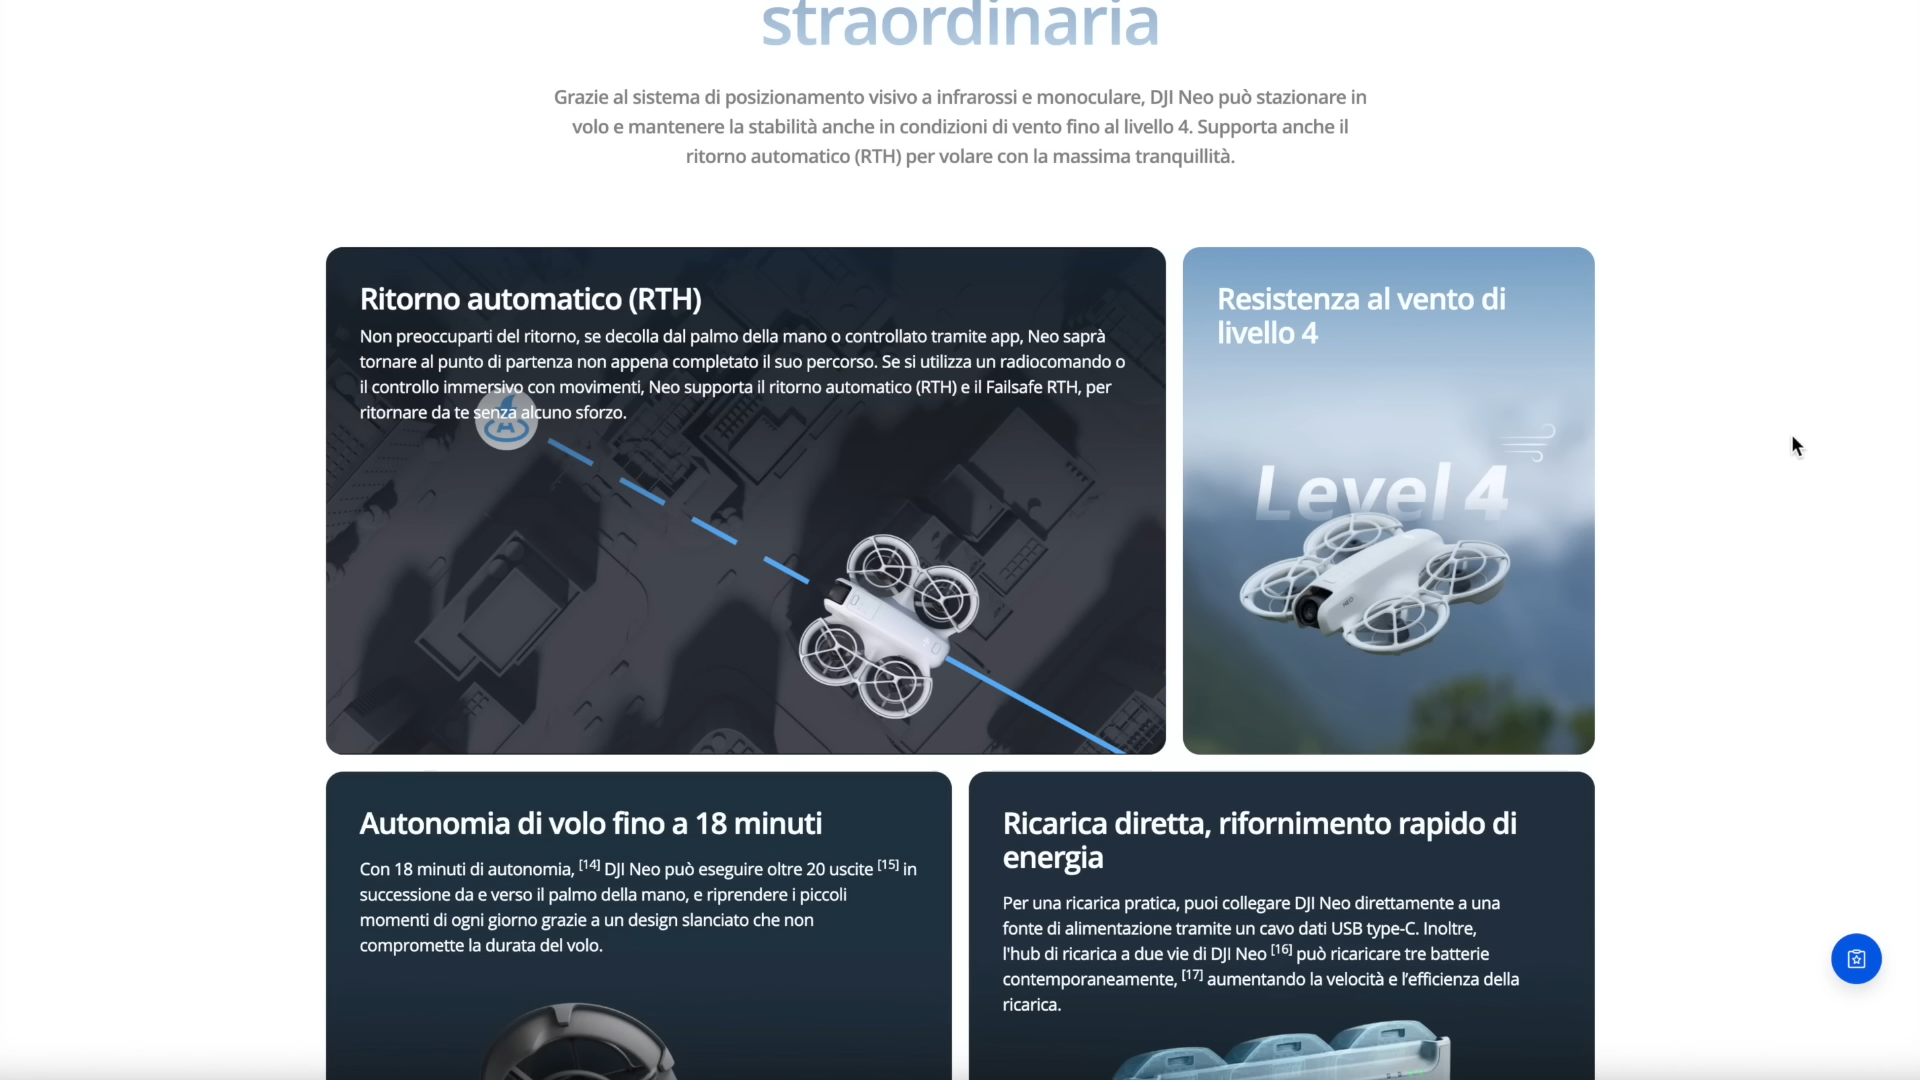 straordinaria
Grazie al sistema di posizionamento visivo a infrarossi e monoculare, DJI Neo può stazionare in
volo e mantenere la stabilità anche in condizioni di vento fino al livello 4. Supporta anche il
ritorno automatico (RTH) per volare con la massima tranquillità.
Ritorno automatico (RTH)
Non preoccuparti del ritorno, se decolla dal palmo della mano o controllato tramite app, Neo saprà
tornare al punto di partenza non appena completato il suo percorso. Se si utilizza un radiocomando o
il controllo immersivo con movimenti, Neo supporta il ritorno automatico (RTH) e il Failsafe RTH, per
ritornare da te senza alcuno sforzo.
Resistenza al vento di
livello 4
Level 4
NEO
Autonomia di volo fino a 18 minuti
Con 18 minuti di autonomia, [14] DJI Neo può eseguire oltre 20 uscite [15] in
successione da e verso il palmo della mano, e riprendere i piccoli
momenti di ogni giorno grazie a un design slanciato che non
compromette la durata del volo.
Ricarica diretta, rifornimento rapido di
energia
Per una ricarica pratica, puoi collegare DJI Neo direttamente a una
fonte di alimentazione tramite un cavo dati USB type-C. Inoltre,
l'hub di ricarica a due vie di DJI Neo [16] può ricaricare tre batterie
contemporaneamente, [17] aumentando la velocità e l’efficienza della
ricarica.